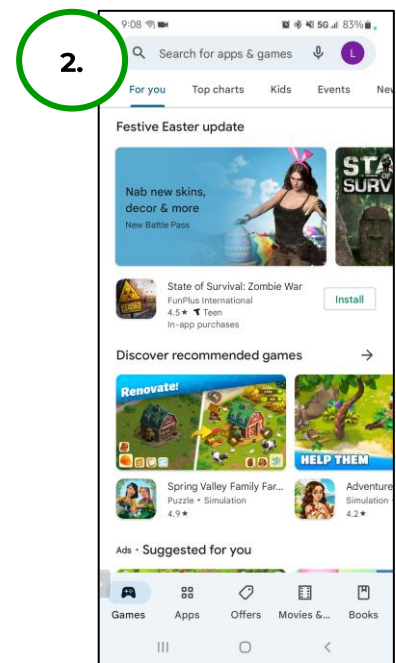 2.
9:08 5G 83%
Search for apps & games L
For you Top charts Kids Events
Festive Easter update
Nab new skins,
decor & more
New Battle Pass
STA
SURV
State of Survival: Zombie War
FunPlus International
4.5★ T Teen
In-app purchases
Install
Discover recommended games →
Renovate!
HELP THEM
Spring Valley Family Far...
Puzzle • Simulation
4.9★
Adventure
Simulation •
4.2★
Ads • Suggested for you
Games Apps Offers Movies &... Books